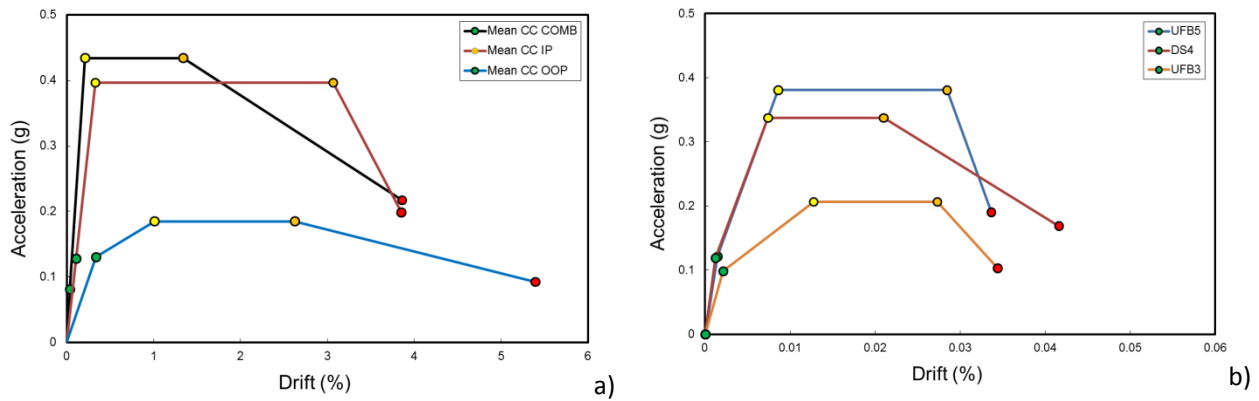 0.5
0.4
0.3
0.2
0.1
0
Acceleration (g)
Mean CC COMB
Mean CC IP
Mean CC OOP
0 1 2 3 4 5 6
Drift (%)
a)
0.5
0.4
0.3
0.2
0.1
0
Acceleration (g)
UFB5
DS4
UFB3
0 0.01 0.02 0.03 0.04 0.05 0.06
Drift (%)
b)